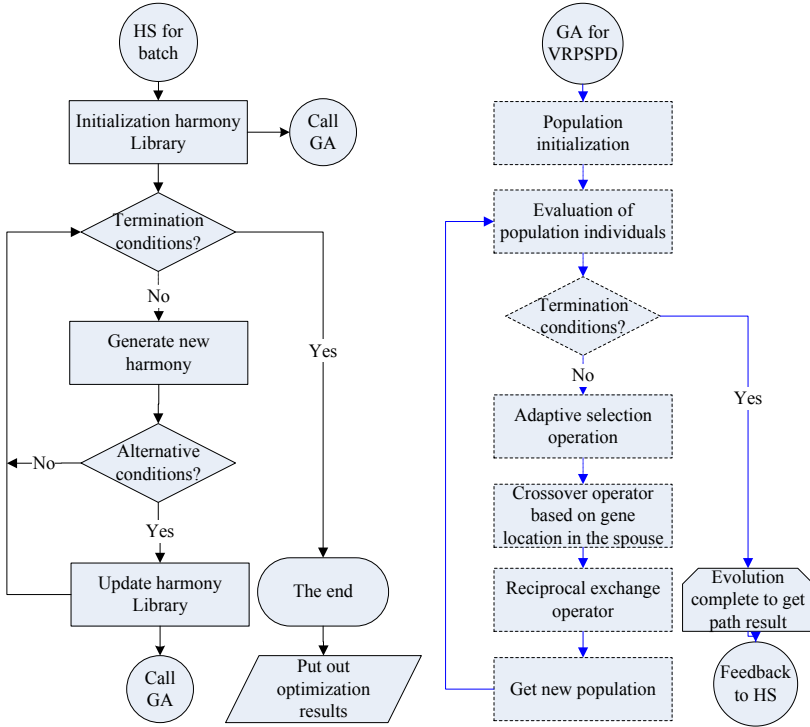 HS for
batch
Initialization harmony
Library
Call
GA
Termination
conditions?
No
Yes
Generate new
harmony
Alternative
conditions?
No
Yes
Update harmony
Library
Call
GA
The end
Put out
optimization
results
GA for
VRPSPD
Population
initialization
Evaluation of
population individuals
Termination
conditions?
No
Yes
Adaptive selection
operation
Crossover operator
based on gene
location in the spouse
Reciprocal exchange
operator
Get new population
Evolution
complete to get
path result
Feedback
to HS